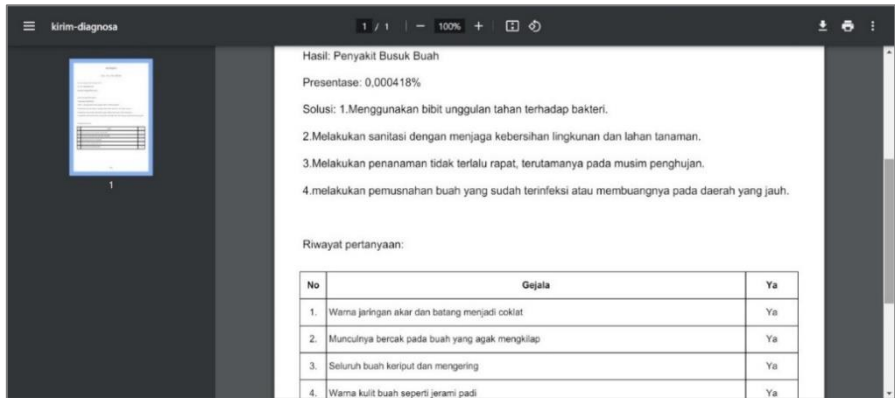 kirim-diagnosa
1 / 1
100%
1
Hasil: Penyakit Busuk Buah
Presentase: 0,000418%
Solusi: 1.Menggunakan bibit unggulan tahan terhadap bakteri.
2.Melakukan sanitasi dengan menjaga kebersihan lingkunan dan lahan tanaman.
3.Melakukan penanaman tidak terlalu rapat, terutamanya pada musim penghujan.
4.melakukan pemusnahan buah yang sudah terinfeksi atau membuangnya pada daerah yang jauh.
Riwayat pertanyaan:
No Gejala Ya
1. Warna jaringan akar dan batang menjadi coklat Ya
2. Munculnya bercak pada buah yang agak mengkilap Ya
3. Seluruh buah keriput dan mengering Ya
4. Warna kulit buah seperti jerami padi Ya